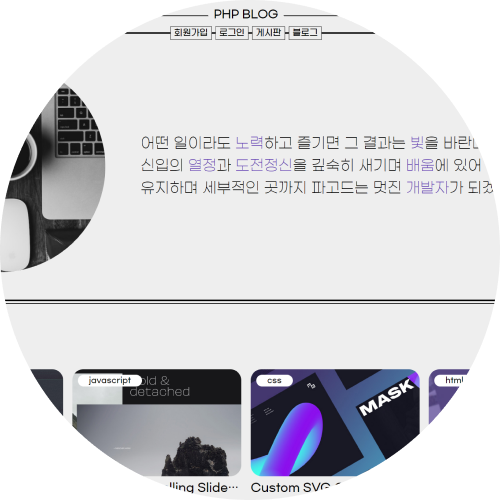 PHP BLOG
회원가입 로그인 게시판 블로그
어떤 일이라도 노력하고 즐기면 그 결과는 빛을 바란다
신입의 열정과 도전정신을 깊숙히 새기며 배움에 있어
유지하며 세부적인 곳까지 파고드는 멋진 개발자가 되겠
javascript
css
html
detached
MASK
lling Slide…
Custom SVG